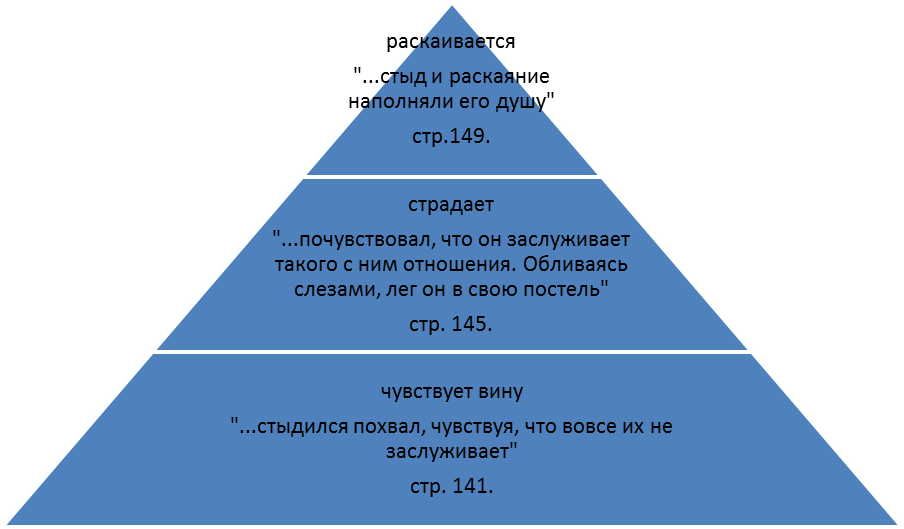 раскаивается
"...стыд и раскаяние
наполняли его душу"
стр.149.
страдает
"...почувствовал, что он заслуживает
такого с ним отношения. Обливаясь
слезами, лег он в свою постель"
стр. 145.
чувствует вину
"...стыдился похвал, чувствуя, что вовсе их не
заслуживает"
стр. 141.